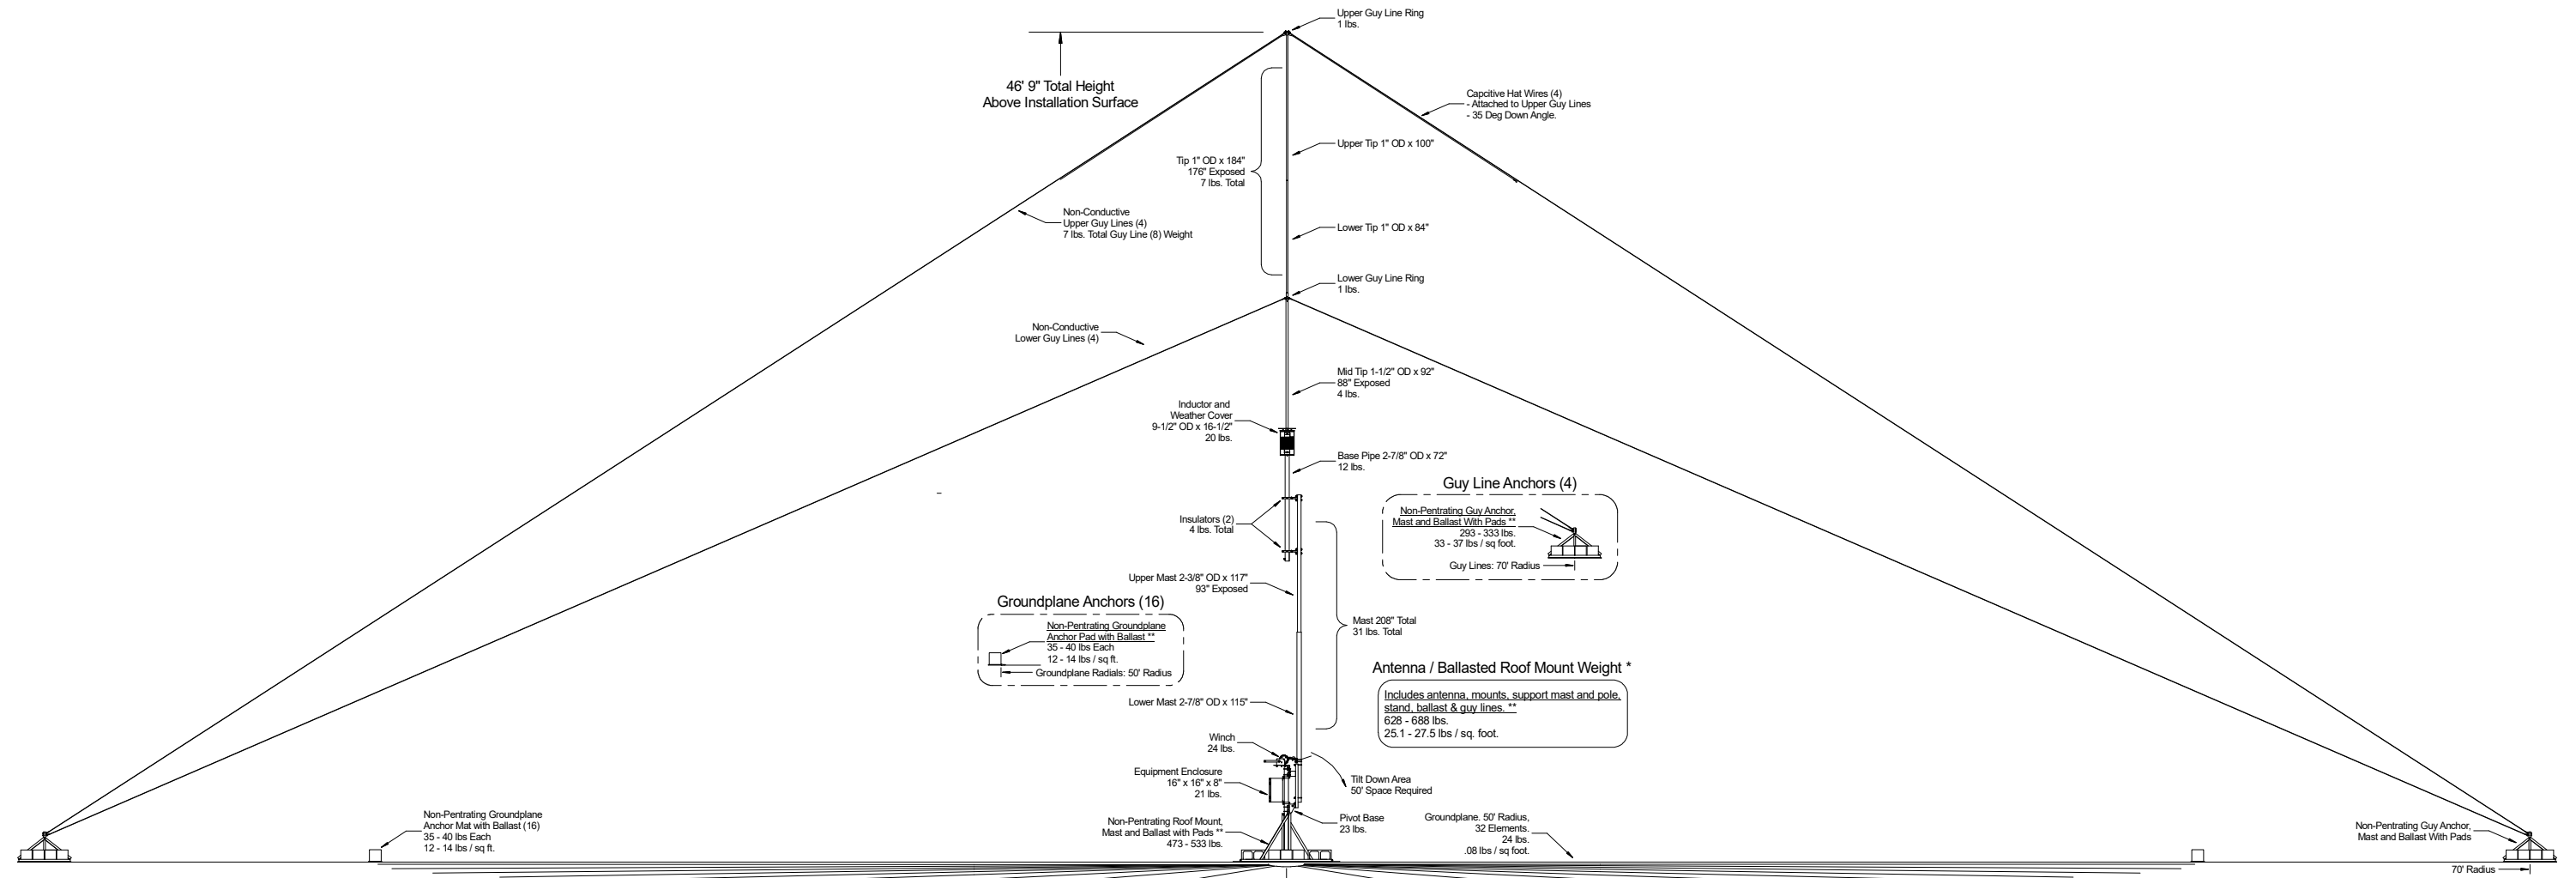 Upper Guy Line Ring
1 lbs.
46' 9" Total Height
Above Installation Surface
Capcitive Hat Wires (4)
- Attached to Upper Guy Lines
- 35 Deg Down Angle.
Upper Tip 1" OD x 100"
Tip 1" OD x 184"
176" Exposed
7 lbs. Total
Non-Conductive
Upper Guy Lines (4)
7 lbs. Total Guy Line (8) Weight
Lower Tip 1" OD x 84"
Lower Guy Line Ring
1 lbs.
Non-Conductive
Lower Guy Lines (4)
Mid Tip 1-1/2" OD x 92"
88" Exposed
4 lbs.
Inductor and
Weather Cover
9-1/2" OD x 16-1/2"
20 lbs.
Base Pipe 2-7/8" OD x 72"
12 lbs.
Guy Line Anchors (4)
Non-Pentrating Guy Anchor,
Mast and Ballast With Pads **
293 - 333 lbs.
33 - 37 lbs / sq foot.
Guy Lines: 70' Radius
Insulators (2)
4 lbs. Total
Upper Mast 2-3/8" OD x 117"
93" Exposed
Groundplane Anchors (16)
Non-Pentrating Groundplane
Anchor Pad with Ballast **
35 - 40 lbs Each
12 - 14 lbs / sq ft.
Groundplane Radials: 50' Radius
Mast 208" Total
31 lbs. Total
Antenna / Ballasted Roof Mount Weight *
Includes antenna, mounts, support mast and pole,
stand, ballast & guy lines. **
628 - 688 lbs.
25.1 - 27.5 lbs / sq. foot.
Lower Mast 2-7/8" OD x 115"
Winch
24 lbs.
Equipment Enclosure
16" x 16" x 8"
21 lbs.
Tilt Down Area
50' Space Required
Non-Pentrating Groundplane
Anchor Mat with Ballast (16)
35 - 40 lbs Each
12 - 14 lbs / sq ft.
Non-Pentrating Roof Mount,
Mast and Ballast with Pads **
473 - 533 lbs.
Pivot Base
23 lbs.
Groundplane. 50' Radius,
32 Elements.
24 lbs.
.08 lbs / sq foot.
Non-Pentrating Guy Anchor,
Mast and Ballast With Pads
70' Radius